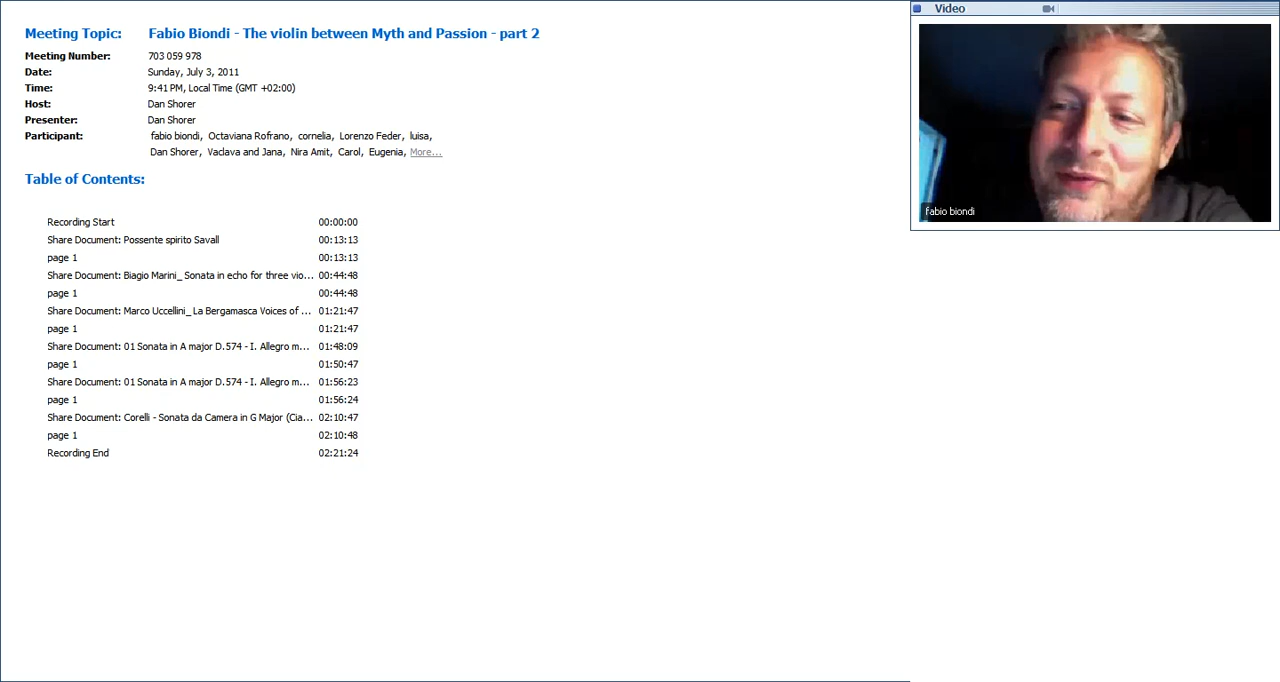 Meeting Topic: Fabio Biondi - The violin between Myth and Passion - part 2
Meeting Number: 703 059 978
Date: Sunday, July 3, 2011
Time: 9:41 PM, Local Time (GMT +02:00)
Host: Dan Shorer
Presenter: Dan Shorer
Participant: fabio biondi, Octaviana Rofrano, cornelia, Lorenzo Feder, luisa,
Dan Shorer, Vaclava and Jana, Nira Amit, Carol, Eugenia, More...
Table of Contents:
Recording Start 00:00:00
Share Document: Possente spirito Savall 00:13:13
page 1 00:13:13
Share Document: Biagio Marini_ Sonata in echo for three vio... 00:44:48
page 1 00:44:48
Share Document: Marco Uccellini_ La Bergamasca Voices of ... 01:21:47
page 1 01:21:47
Share Document: 01 Sonata in A major D.574 - I. Allegro m... 01:48:09
page 1 01:50:47
Share Document: 01 Sonata in A major D.574 - I. Allegro m... 01:56:23
page 1 01:56:24
Share Document: Corelli - Sonata da Camera in G Major (Cia... 02:10:47
page 1 02:10:48
Recording End 02:21:24
Video
fabio biondi